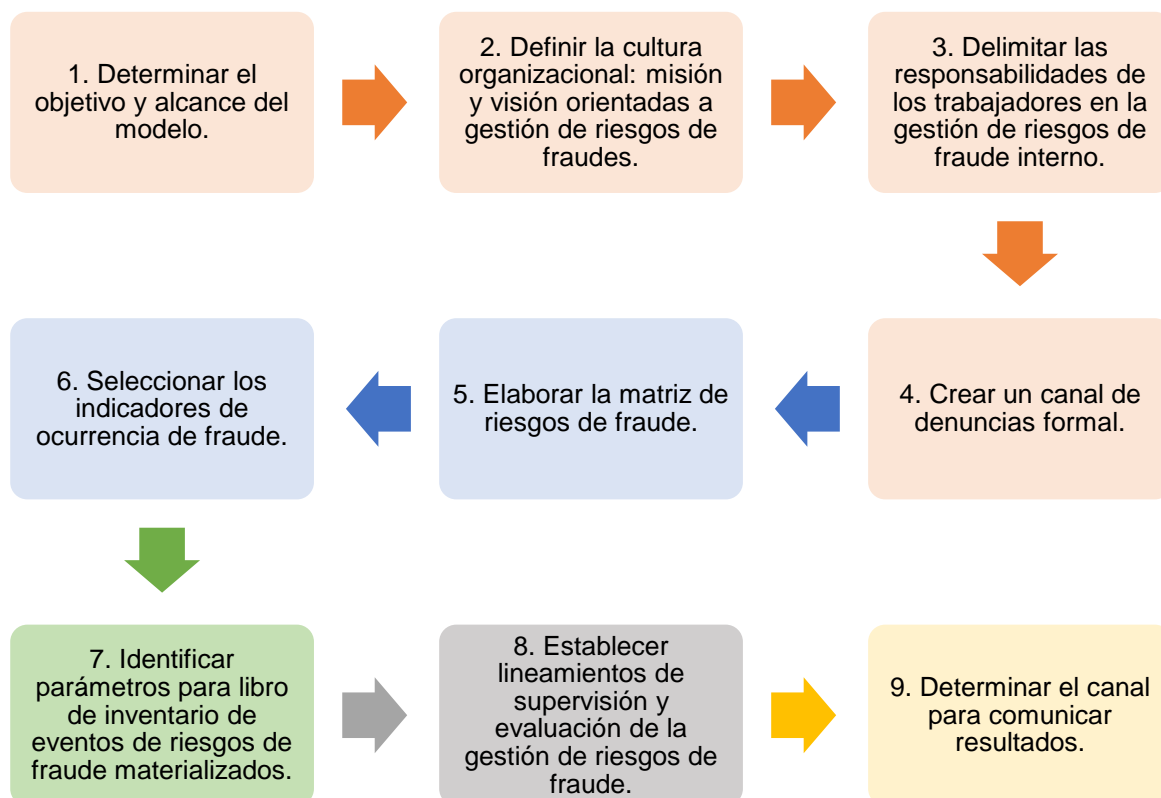 1. Determinar el
objetivo y alcance del
modelo.
2. Definir la cultura
organizacional: misión
y visión orientadas a
gestión de riesgos de
fraudes.
3. Delimitar las
responsabilidades de
los trabajadores en la
gestión de riesgos de
fraude interno.
4. Crear un canal de
denuncias formal.
5. Elaborar la matriz de
riesgos de fraude.
6. Seleccionar los
indicadores de
ocurrencia de fraude.
7. Identificar
parámetros para libro
de inventario de
eventos de riesgos de
fraude materializados.
8. Establecer
lineamientos de
supervisión y
evaluación de la
gestión de riesgos de
fraude.
9. Determinar el canal
para comunicar
resultados.